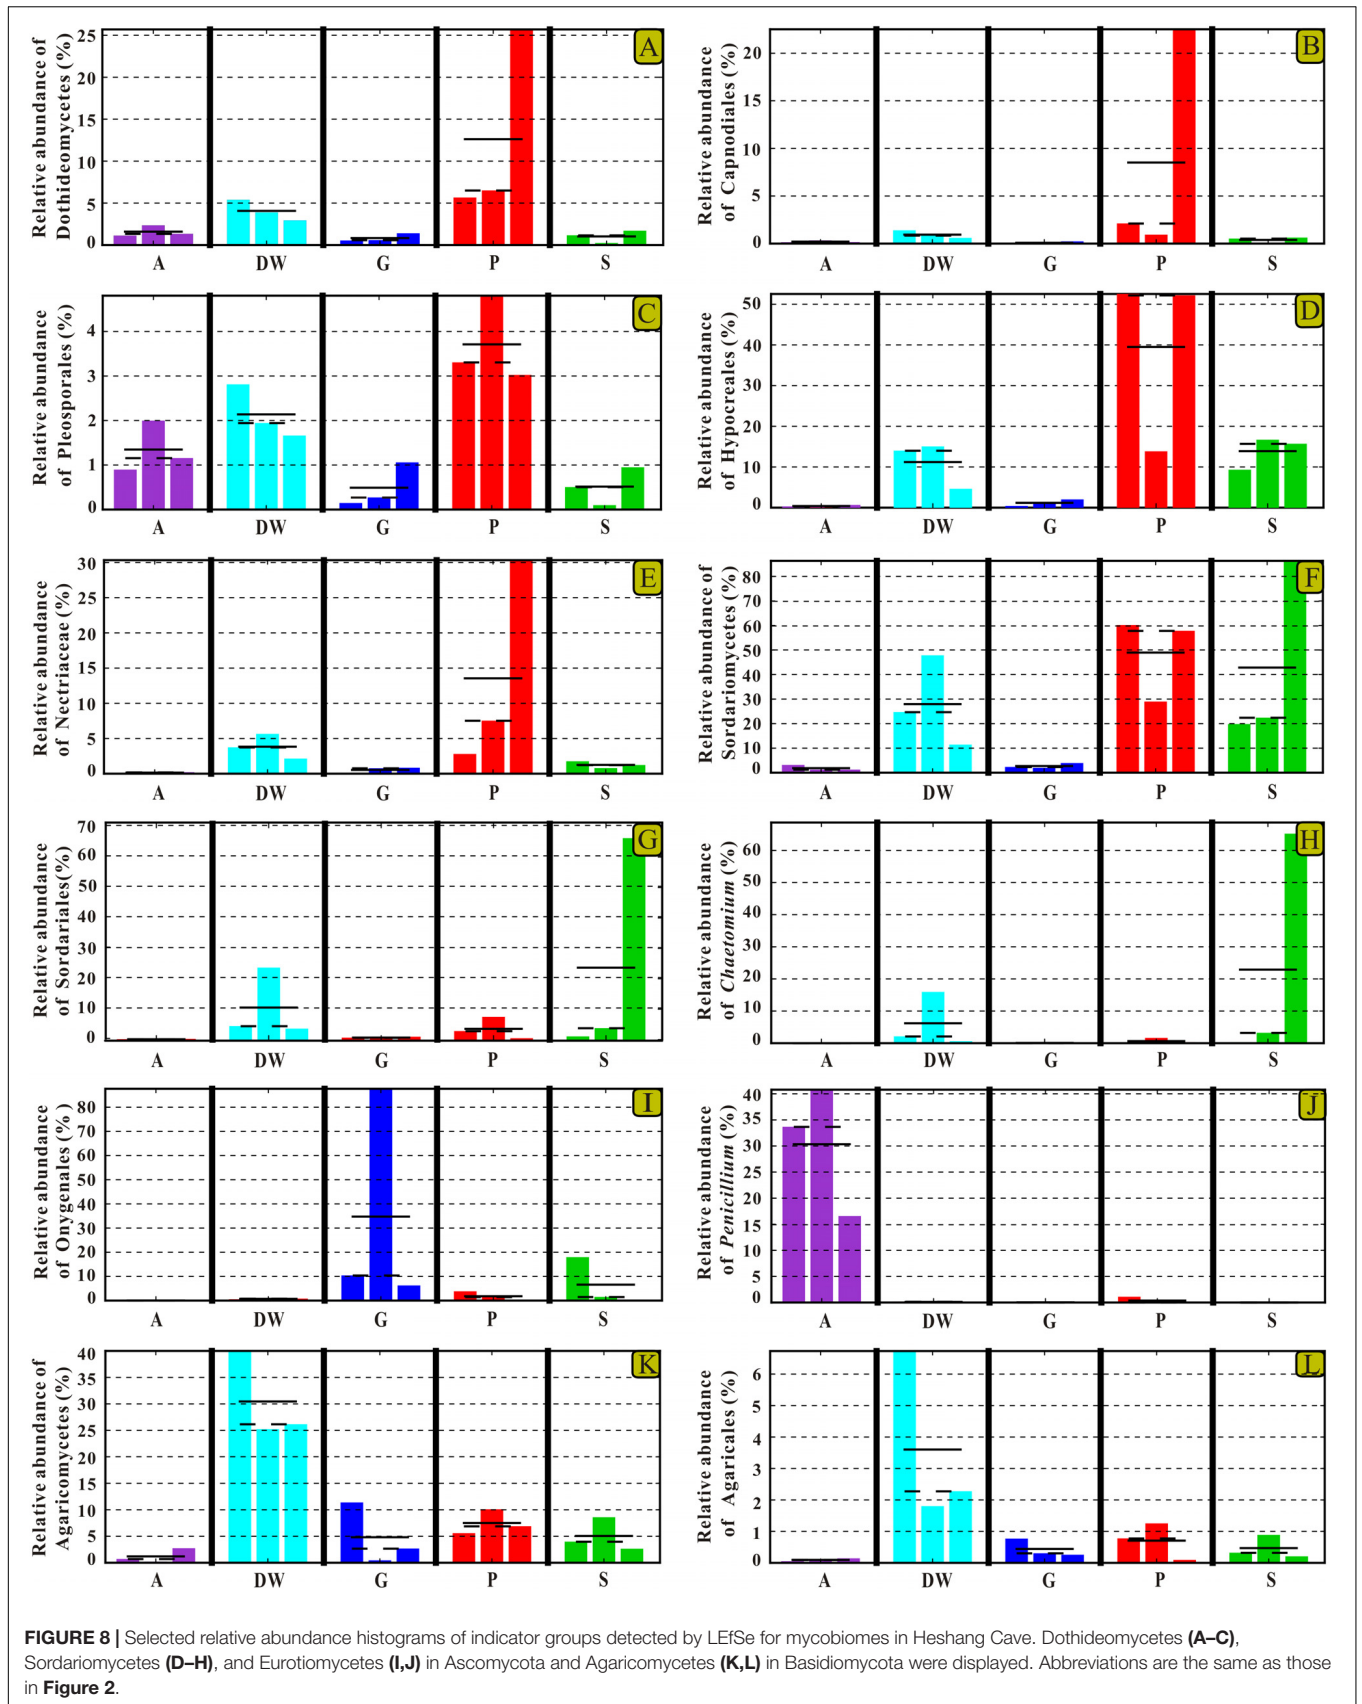 Relative abundance of
Dothideomycetes (%)
25
20
15
10
5
0
A
DW
G
P
S
A
Relative abundance
of Capnodiales (%)
20
15
10
5
0
A
DW
G
P
S
B
Relative abundance
of Pleosporales (%)
4
3
2
1
0
A
DW
G
P
S
C
Relative abundance
of Hypocreales (%)
50
40
30
20
10
0
A
DW
G
P
S
D
Relative abundance
of Nectriaceae (%)
30
25
20
15
10
5
0
A
DW
G
P
S
E
Relative abundance of
Sordariomycetes (%)
80
70
60
50
40
30
20
10
0
A
DW
G
P
S
F
Relative abundance
of Sordariales(%)
70
60
50
40
30
20
10
0
A
DW
G
P
S
G
Relative abundance
of Chaetomium (%)
60
50
40
30
20
10
0
A
DW
G
P
S
H
Relative abundance
of Onygenales (%)
80
70
60
50
40
30
20
10
0
A
DW
G
P
S
I
Relative abundance
of Penicillium (%)
40
35
30
25
20
15
10
5
0
A
DW
G
P
S
J
Relative abundance of
Agaricomycetes (%)
40
35
30
25
20
15
10
5
0
A
DW
G
P
S
K
Relative abundance
of Agaricales (%)
6
5
4
3
2
1
0
A
DW
G
P
S
L
FIGURE 8 | Selected relative abundance histograms of indicator groups detected by LEfSe for mycobiomes in Heshang Cave. Dothideomycetes (A–C),
Sordariomycetes (D–H), and Eurotiomycetes (I,J) in Ascomycota and Agaricomycetes (K,L) in Basidiomycota were displayed. Abbreviations are the same as those
in Figure 2.